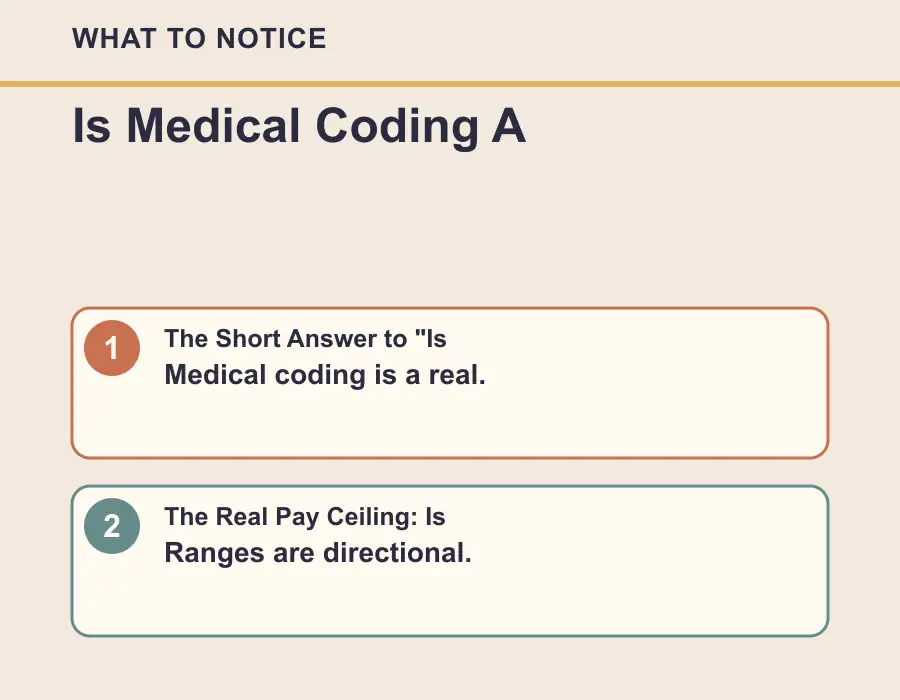 WHAT TO NOTICE
Is Medical Coding A
1
The Short Answer to "Is
Medical coding is a real.
2
The Real Pay Ceiling: Is
Ranges are directional.